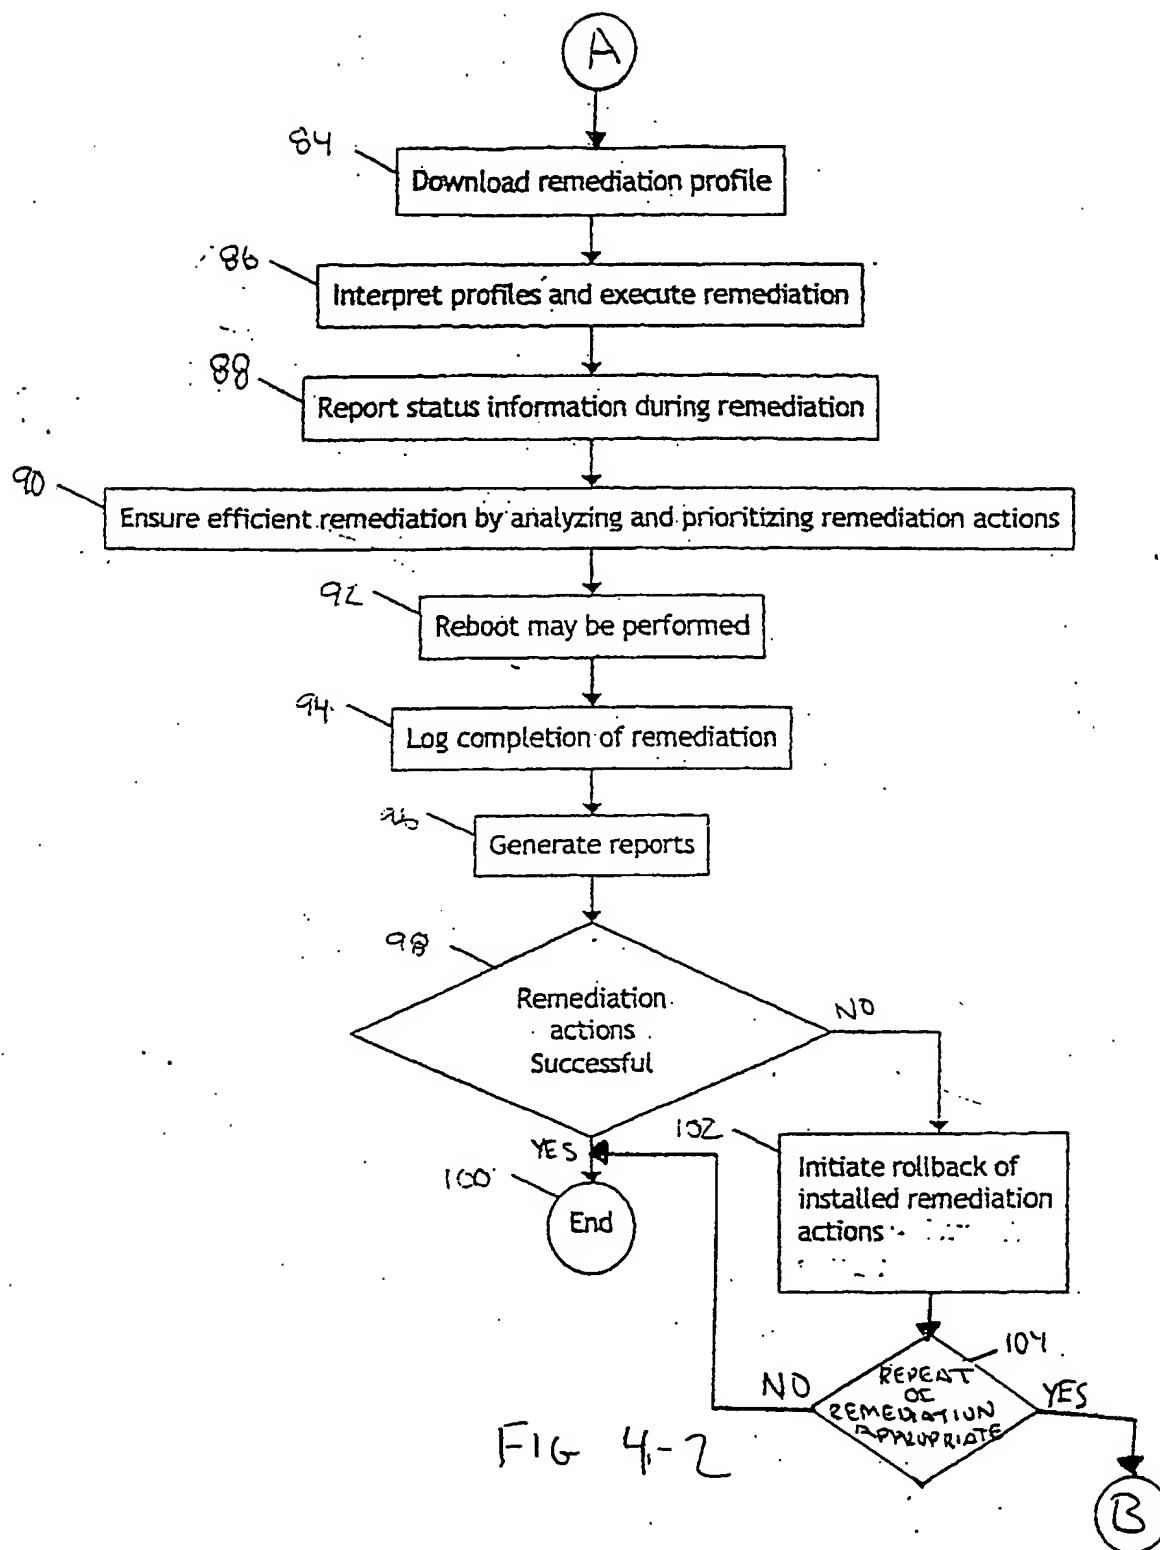 A
84
Download remediation profile
86
Interpret profiles and execute remediation
88
Report status information during remediation
90
Ensure efficient remediation by analyzing and prioritizing remediation actions
92
Reboot may be performed
94
Log completion of remediation
96
Generate reports
98
Remediation
actions
Successful
NO
YES
100
End
102
Initiate rollback of
installed remediation
actions
104
REPEAT
OF
REMEDIATION
APPROPRIATE
NO
YES
B
FIG 4-2